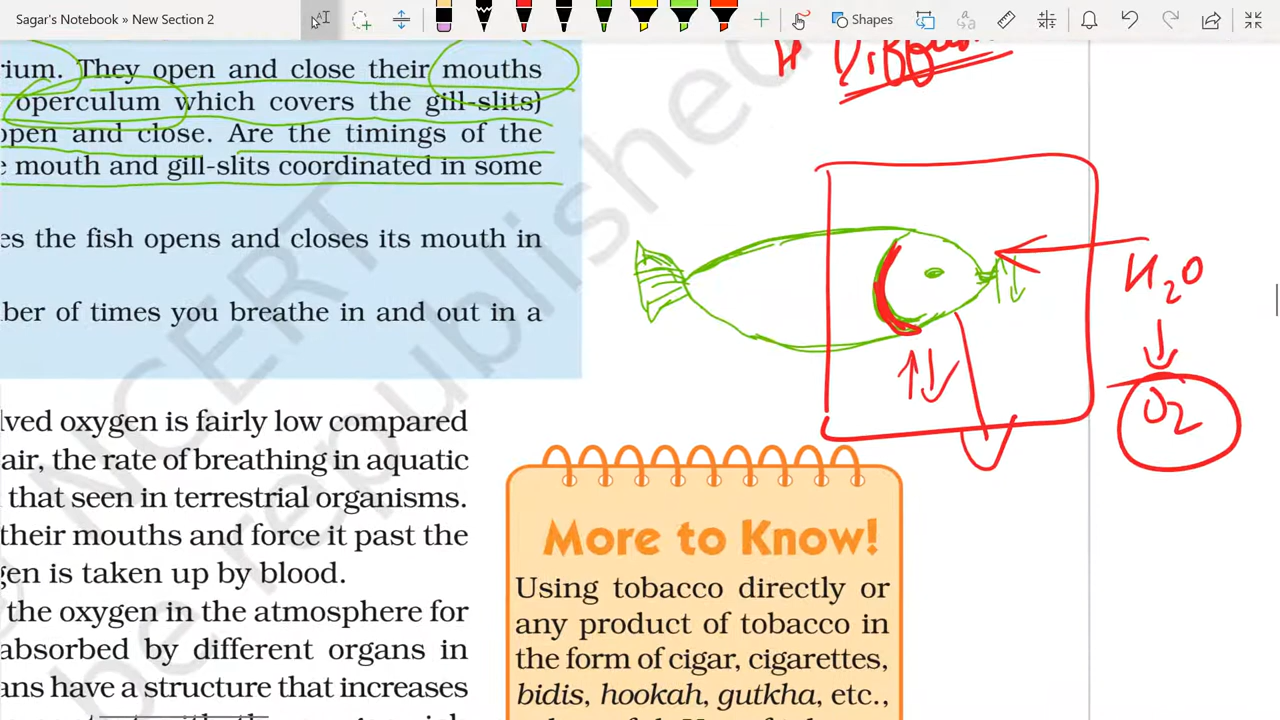 Sagar's Notebook » New Section 2
Shapes
rium. They open and close their mouths
operculum which covers the gill-slits)
open and close. Are the timings of the
e mouth and gill-slits coordinated in some
es the fish opens and closes its mouth in
ber of times you breathe in and out in a
H2O
O2
lved oxygen is fairly low compared
air, the rate of breathing in aquatic
that seen in terrestrial organisms.
their mouths and force it past the
gen is taken up by blood.
the oxygen in the atmosphere for
absorbed by different organs in
ans have a structure that increases
More to Know!
Using tobacco directly or
any product of tobacco in
the form of cigar, cigarettes,
bidis, hookah, gutkha, etc.,
NCERT
be republished